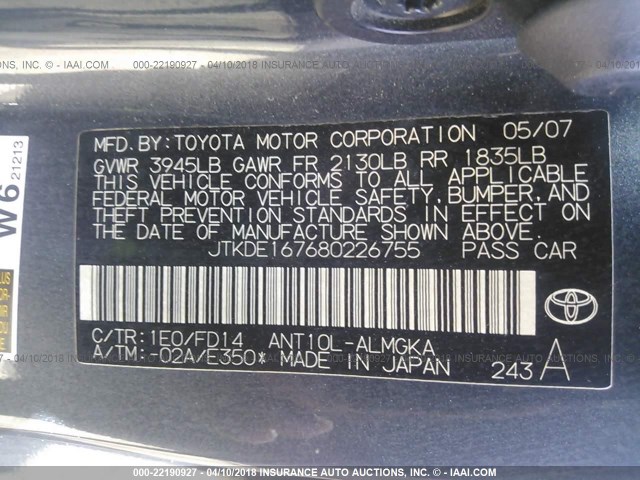 000-22190927 - 04/10/2018 INSURANCE AUTO AUCTIONS, INC. - © IAAI.COM
W6 21213
MFD.BY:TOYOTA MOTOR CORPORATION 05/07
GVWR 3945LB GAWR FR 2130LB RR 1835LB
THIS VEHICLE CONFORMS TO ALL APPLICABLE
FEDERAL MOTOR VEHICLE SAFETY, BUMPER, AND
THEFT PREVENTION STANDARDS IN EFFECT ON
THE DATE OF MANUFACTURE SHOWN ABOVE.
JTKDE167680226755 PASS CAR
C/TR:1E0/FD14 ANT10L-ALMGKA
A/TM:-02A/E350* MADE IN JAPAN 243 A
000-22190927 - 04/10/2018 INSURANCE AUTO AUCTIONS, INC. - © IAAI.COM